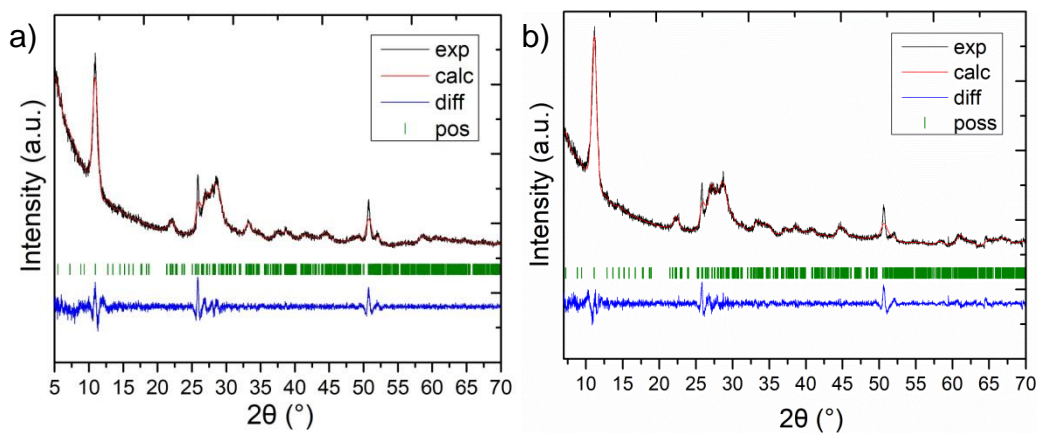 a)
exp
calc
diff
pos
Intensity (a.u.)
5 10 15 20 25 30 35 40 45 50 55 60 65 70
2θ (°)
b)
exp
calc
diff
poss
Intensity (a.u.)
10 15 20 25 30 35 40 45 50 55 60 65 70
2θ (°)